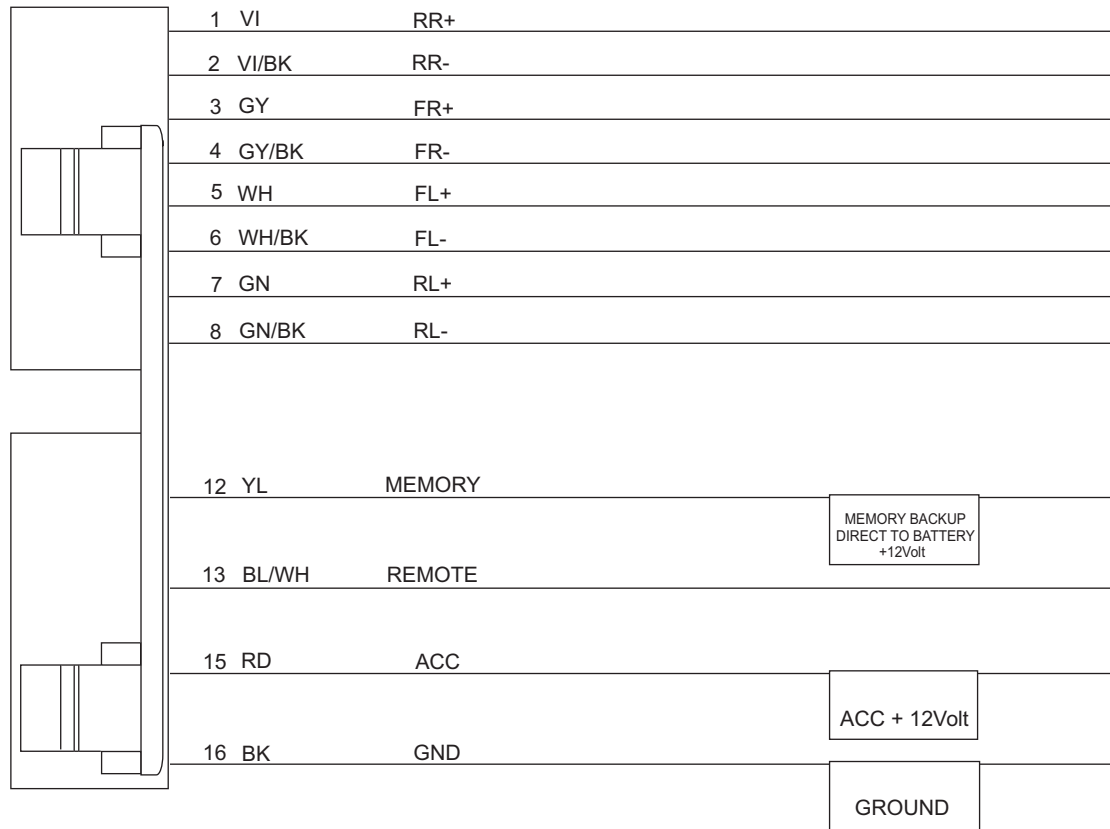 1 VI RR+
2 VI/BK RR-
3 GY FR+
4 GY/BK FR-
5 WH FL+
6 WH/BK FL-
7 GN RL+
8 GN/BK RL-
12 YL MEMORY
MEMORY BACKUP
DIRECT TO BATTERY
+12Volt
13 BL/WH REMOTE
15 RD ACC
ACC + 12Volt
16 BK GND
GROUND